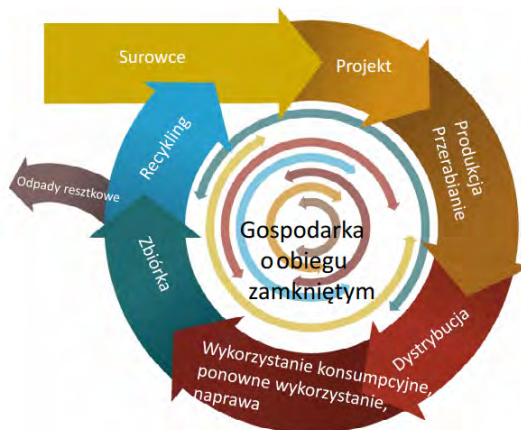 Surowce
Projekt
Produkcja
Przerabianie
Dystrybucja
Wykorzystanie konsumpcyjne,
ponowne wykorzystanie,
naprawa
Zbiórka
Recykling
Odpady resztkowe
Gospodarka
o obiegu
zamkniętym